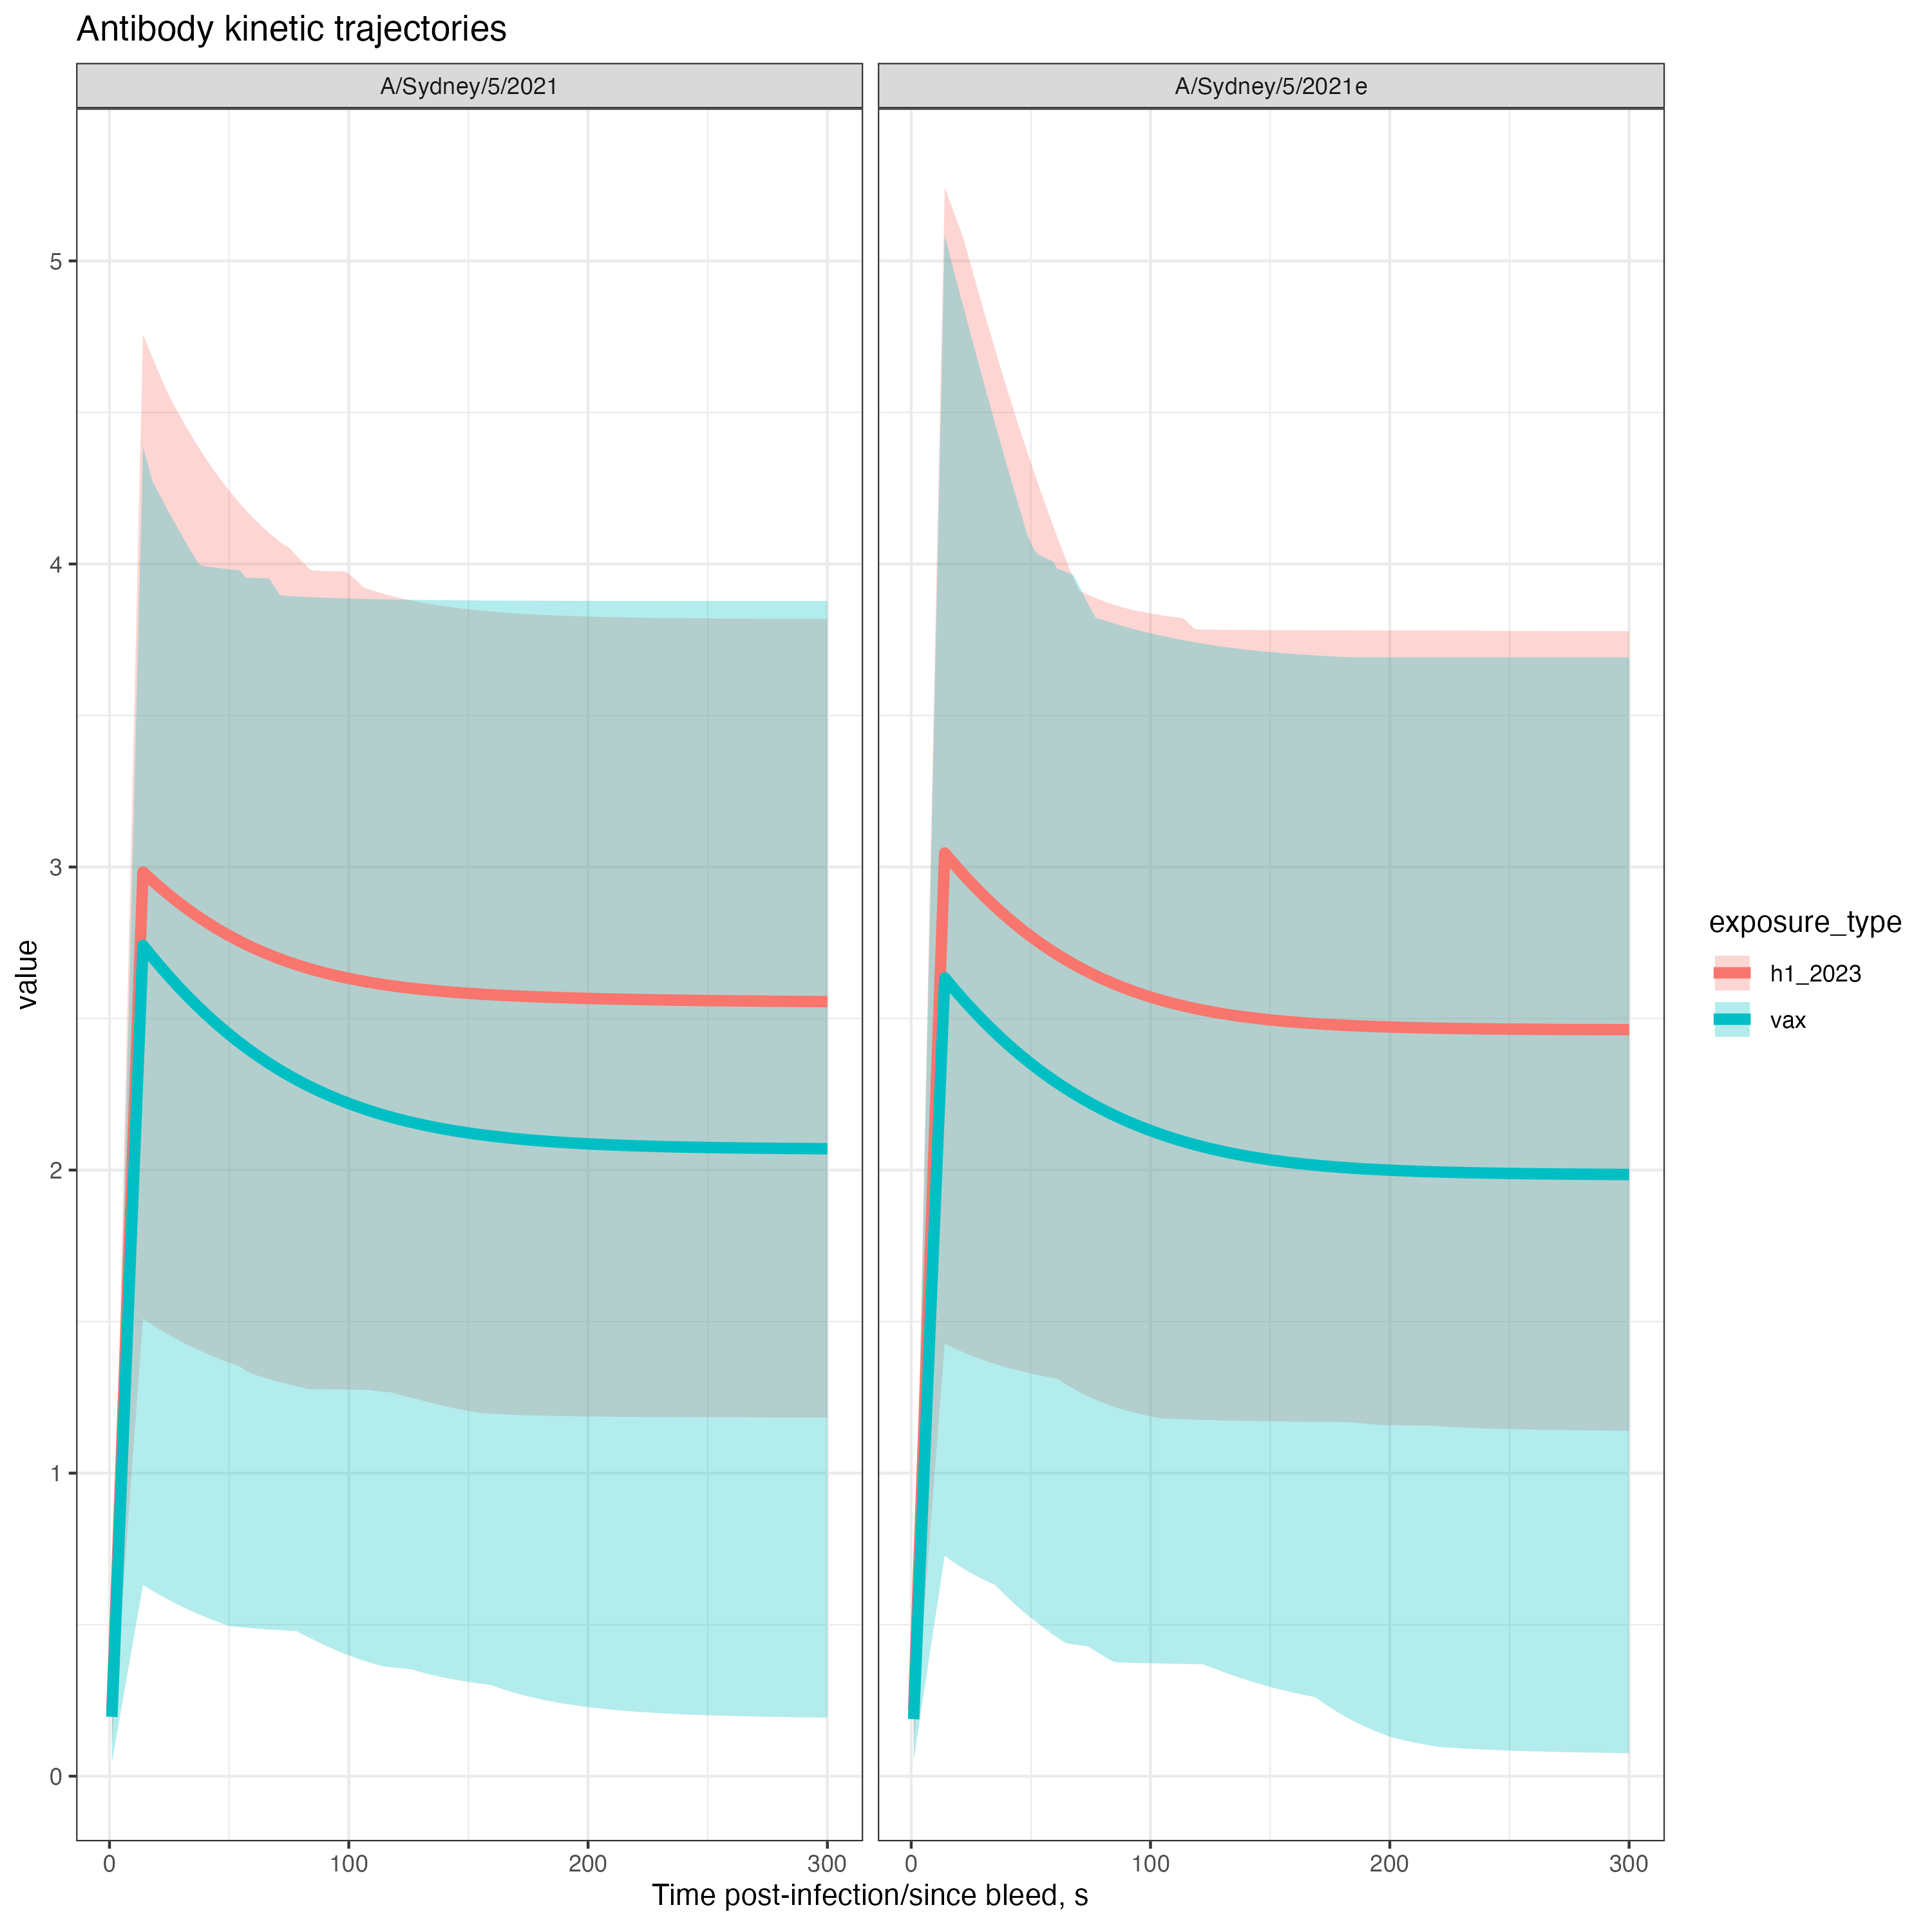 Antibody kinetic trajectories
A/Sydney/5/2021
A/Sydney/5/2021e
5
4
3
2
1
0
value
0 100 200 300
0 100 200 300
Time post-infection/since bleed, s
exposure_type
h1_2023
vax